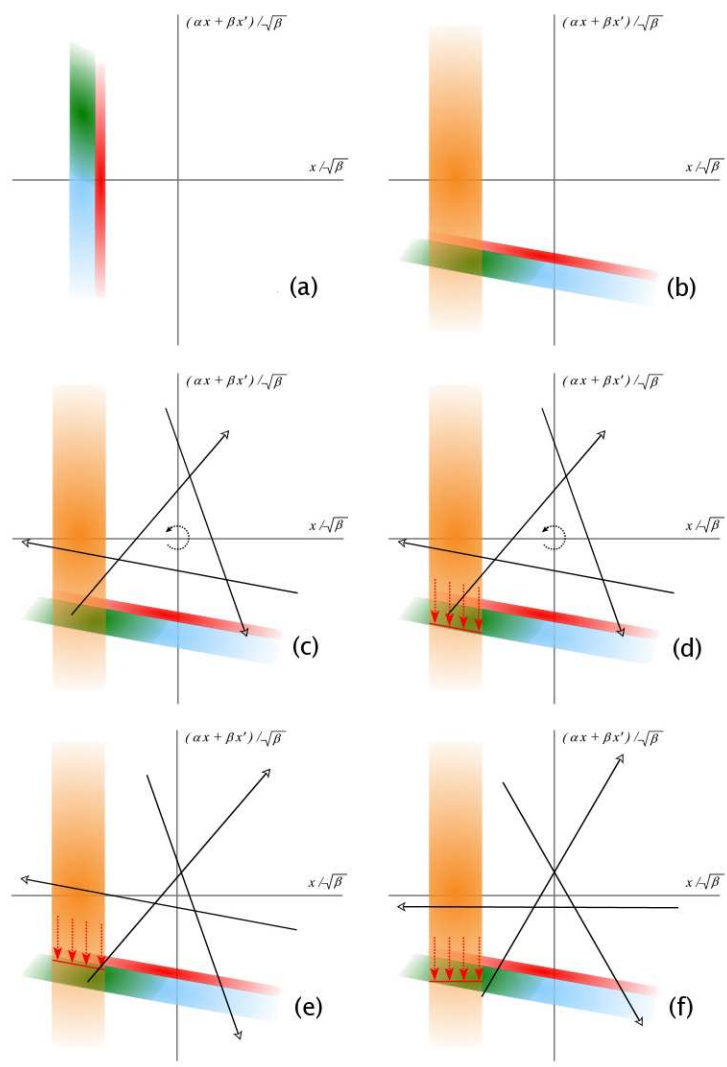 (αx + βx′)/√β (αx + βx′)/√β
x/√β x/√β
(a) (b)
(αx + βx′)/√β (αx + βx′)/√β
x/√β x/√β
(c) (d)
(αx + βx′)/√β (αx + βx′)/√β
x/√β x/√β
(e) (f)